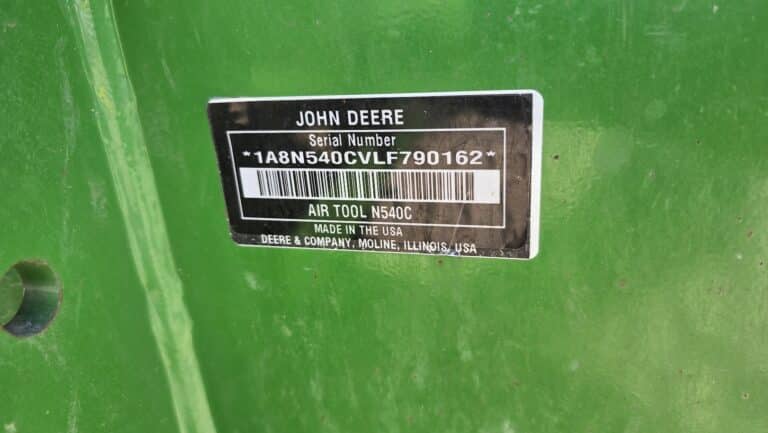 JOHN DEERE
Serial Number
*1A8N540CVLF790162*
AIR TOOL N540C
MADE IN THE USA
DEERE & COMPANY, MOLINE, ILLINOIS, USA